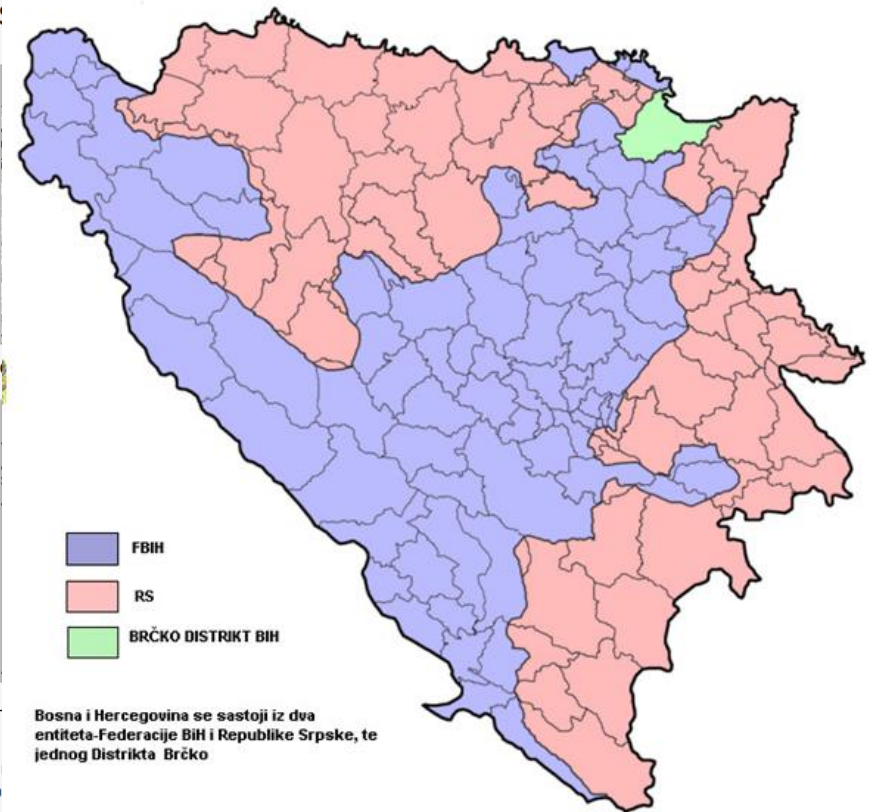 FBIH
RS
BRČKO DISTRIKT BIH
Bosna i Hercegovina se sastoji iz dva
entiteta-Federacije BiH i Republike Srpske, te
jednog Distrikta Brčko